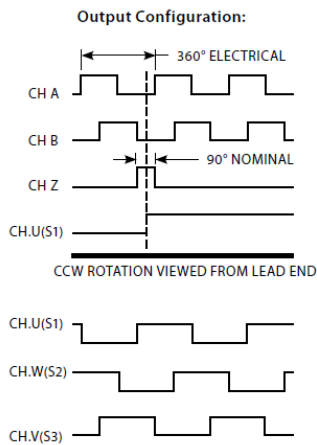 Output Configuration:
360° ELECTRICAL
CH A
CH B
90° NOMINAL
CH Z
CH.U(S1)
CCW ROTATION VIEWED FROM LEAD END
CH.U(S1)
CH.W(S2)
CH.V(S3)